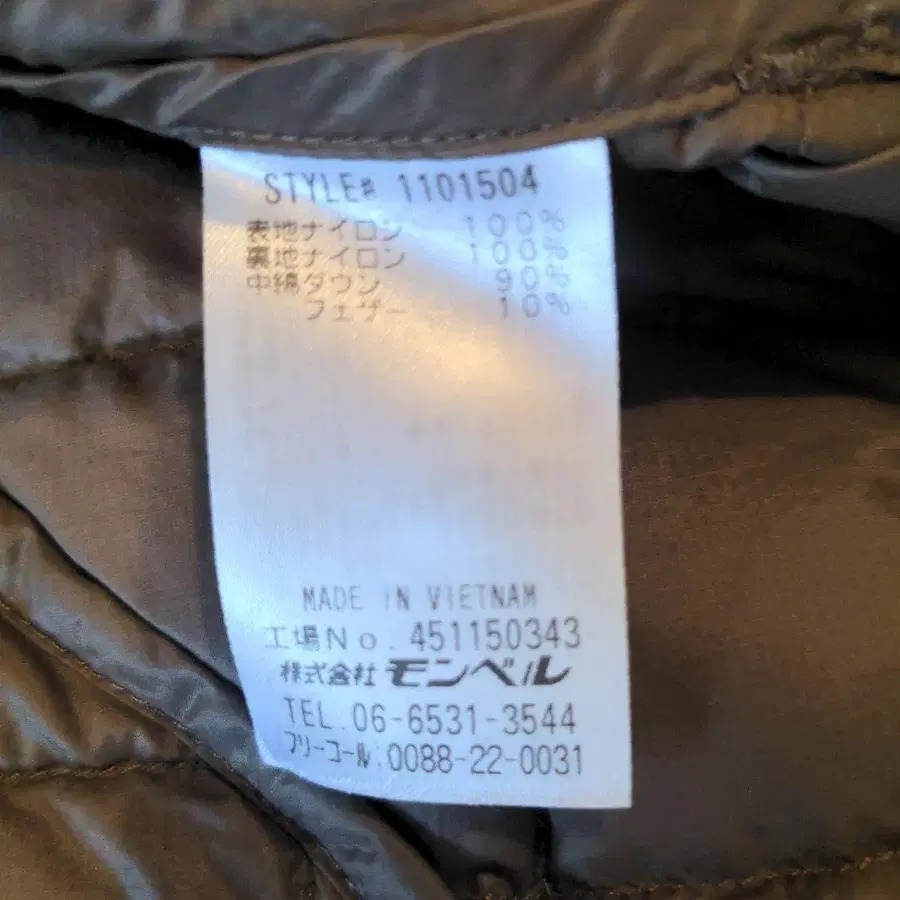 STYLE# 1101504
表地ナイロン 100%
裏地ナイロン 100%
中綿ダウン 90%
フェザー 10%
MADE IN VIETNAM
工場No. 451150343
株式会社 モンベル
TEL.06-6531-3544
フリーコール:0088-22-0031